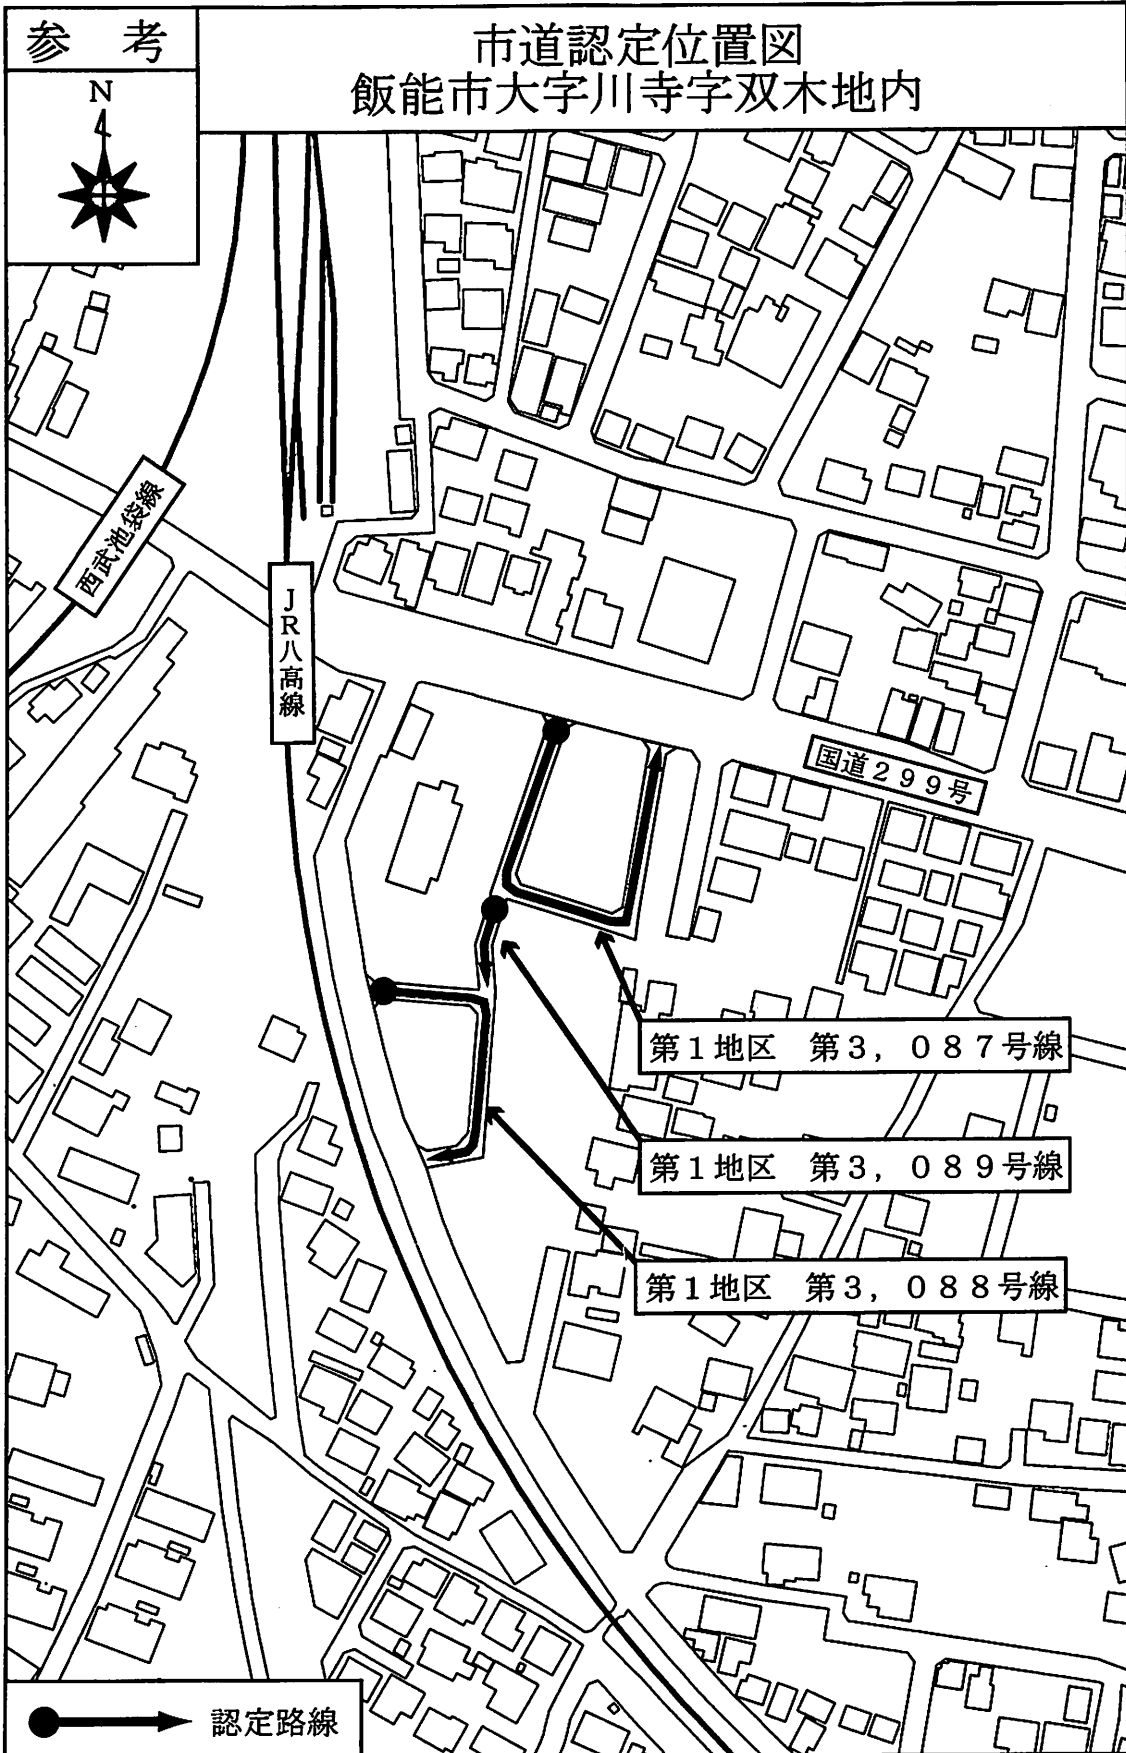 参 考
市道認定位置図
飯能市大字川寺字双木地内
N
西武池袋線
JR八高線
国道299号
第1地区 第3,087号線
第1地区 第3,089号線
第1地区 第3,088号線
認定路線